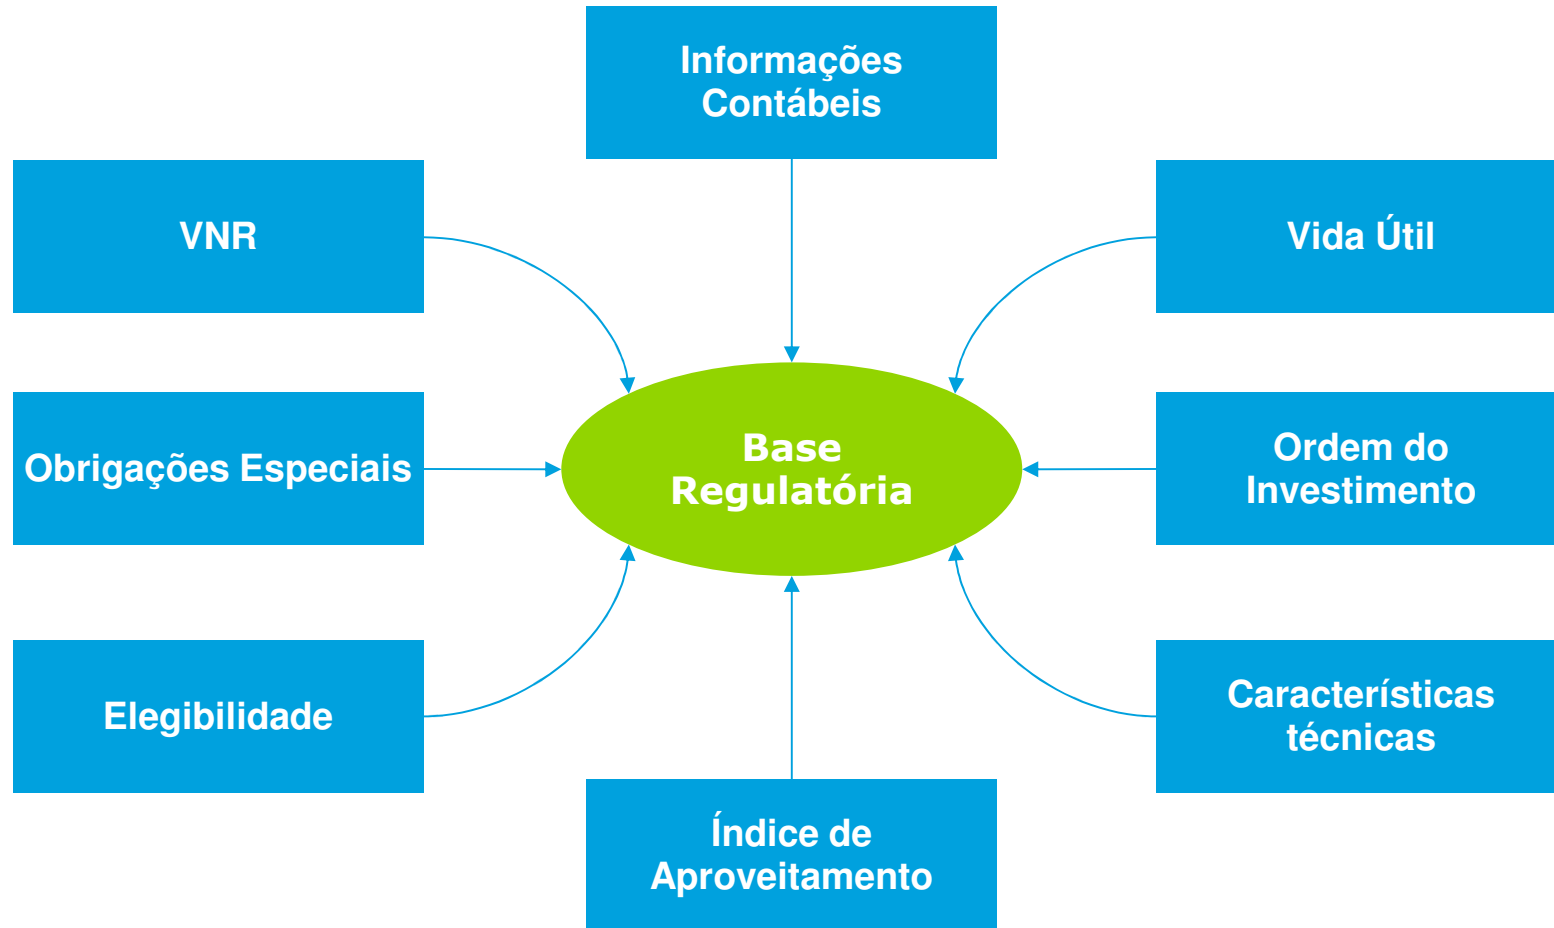 Informações
Contábeis
VNR
Vida Útil
Obrigações Especiais
Base
Regulatória
Ordem do
Investimento
Elegibilidade
Características
técnicas
Índice de
Aproveitamento